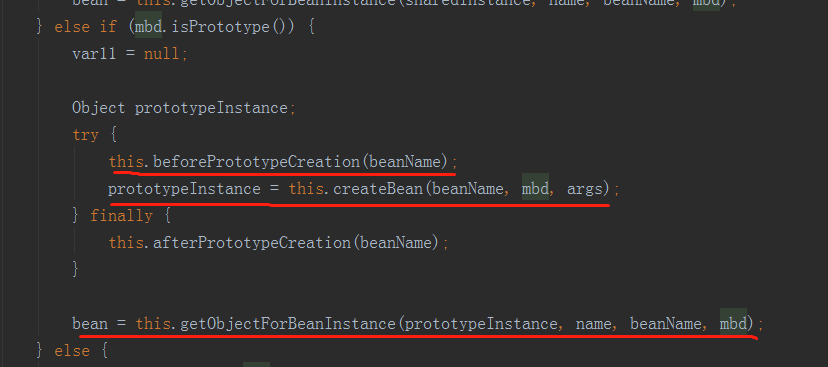 bean = this.getObjectForBeanInstance(sharedInstance, name, beanName, mbd);
} else if (mbd.isPrototype()) {
var11 = null;
Object prototypeInstance;
try {
this.beforePrototypeCreation(beanName);
prototypeInstance = this.createBean(beanName, mbd, args);
} finally {
this.afterPrototypeCreation(beanName);
}
bean = this.getObjectForBeanInstance(prototypeInstance, name, beanName, mbd);
} else {